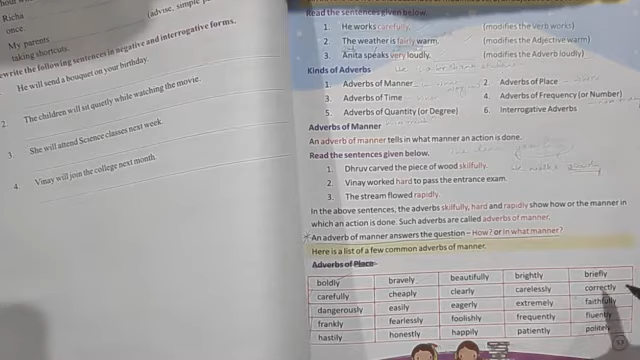 Richa
once.
(advise, simple
My parents
taking shortcuts.
ewrite the following sentences in negative and interrogative forms.
He will send a bouquet on your birthday.
2. The children will sit quietly while watching the movie.
3. She will attend Science classes next week.
4. Vinay will join the college next month.
Read the sentences given below.
1. He works carefully. (modifies the Verb works)
2. The weather is fairly warm. (modifies the Adjective warm)
3. Anita speaks very loudly. (modifies the Adverb loudly)
Kinds of Adverbs
1. Adverbs of Manner 2. Adverbs of Place
3. Adverbs of Time 4. Adverbs of Frequency (or Number)
5. Adverbs of Quantity (or Degree) 6. Interrogative Adverbs
Adverbs of Manner
An adverb of manner tells in what manner an action is done.
Read the sentences given below.
1. Dhruv carved the piece of wood skilfully.
2. Vinay worked hard to pass the entrance exam.
3. The stream flowed rapidly.
In the above sentences, the adverbs skilfully, hard and rapidly show how or the manner in
which an action is done. Such adverbs are called adverbs of manner.
An adverb of manner answers the question – How? or In what manner?
Here is a list of a few common adverbs of manner.
Adverbs of Place
boldly bravely beautifully brightly briefly
carefully cheaply clearly carelessly correctly
dangerously easily eagerly extremely faithfully
frankly fearlessly foolishly frequently fluently
hastily honestly happily patiently politely
57